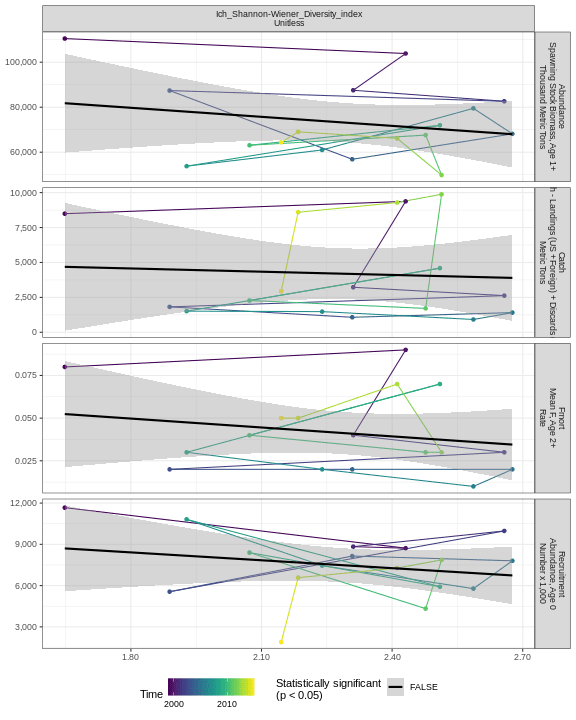 Ich_Shannon-Wiener_Diversity_index
Unitless
100,000
80,000
60,000
Abundance
Spawning Stock Biomass, Age 1+
Thousand Metric Tons
10,000
7,500
5,000
2,500
0
Catch
h - Landings (US +Foreign) + Discards
Metric Tons
0.075
0.050
0.025
Fmort
Mean F, Age 2+
Rate
12,000
9,000
6,000
3,000
Recruitment
Abundance, Age 0
Number x 1,000
1.80 2.10 2.40 2.70
Time
2000 2010
Statistically significant
(p < 0.05)
FALSE